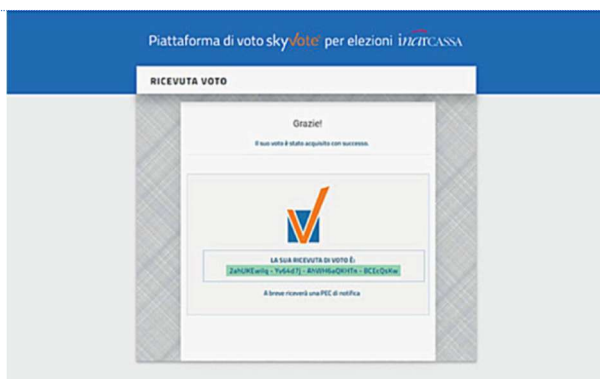 Piattaforma di voto skyvote per elezioni inarCASSA
RICEVUTA VOTO
Grazie!
Il suo voto è stato acquisito con successo.
LA SUA RICEVUTA DI VOTO È:
A breve riceverà una PEC di notifica